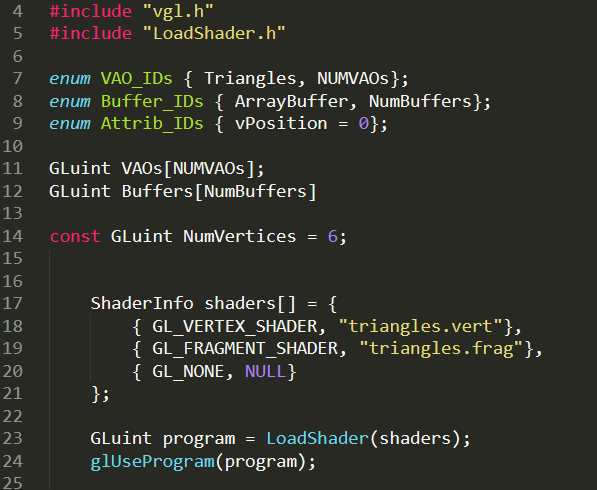 4 #include "vgl.h"
5 #include "LoadShader.h"
6
7 enum VAO_IDs { Triangles, NUMVAOs};
8 enum Buffer_IDs { ArrayBuffer, NumBuffers};
9 enum Attrib_IDs { vPosition = 0};
10
11 GLuint VAOs[NUMVAOs];
12 GLuint Buffers[NumBuffers]
13
14 const GLuint NumVertices = 6;
15
16
17     ShaderInfo shaders[] = {
18         { GL_VERTEX_SHADER, "triangles.vert"},
19         { GL_FRAGMENT_SHADER, "triangles.frag"},
20         { GL_NONE, NULL}
21     };
22
23     GLuint program = LoadShader(shaders);
24     glUseProgram(program);
25